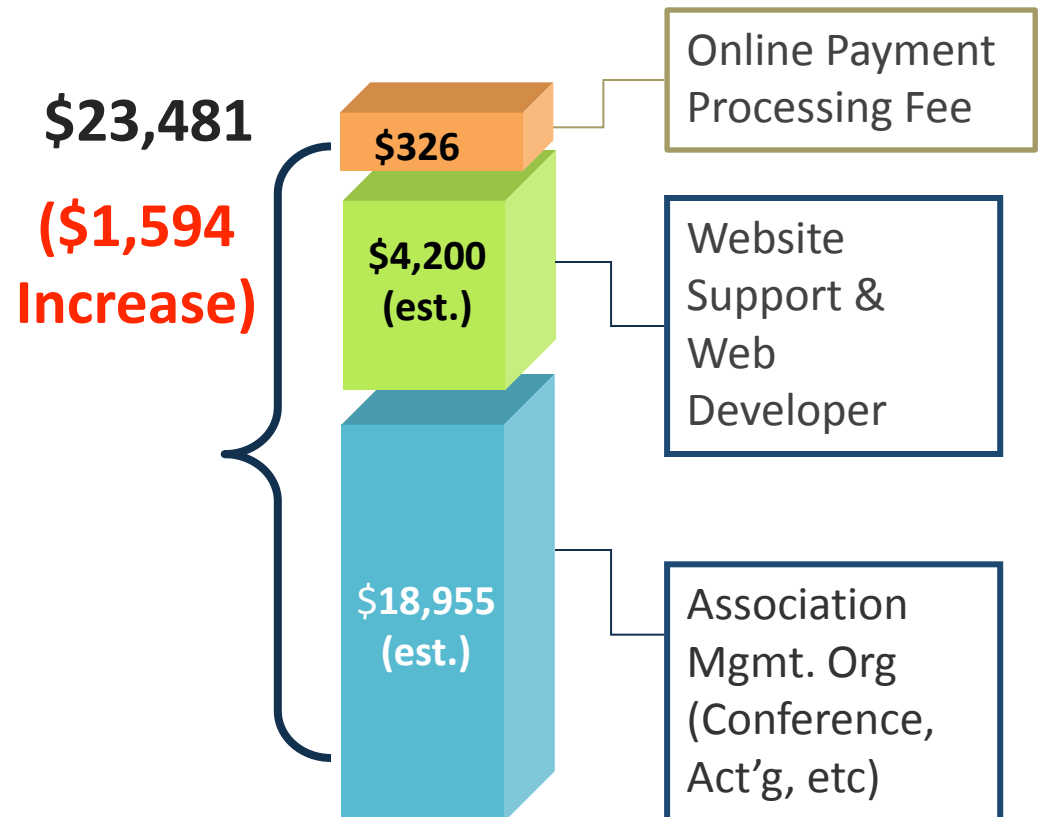 $23,481
($1,594
Increase)
$326
Online Payment
Processing Fee
$4,200
(est.)
Website
Support &
Web
Developer
$18,955
(est.)
Association
Mgmt. Org
(Conference,
Act’g, etc)